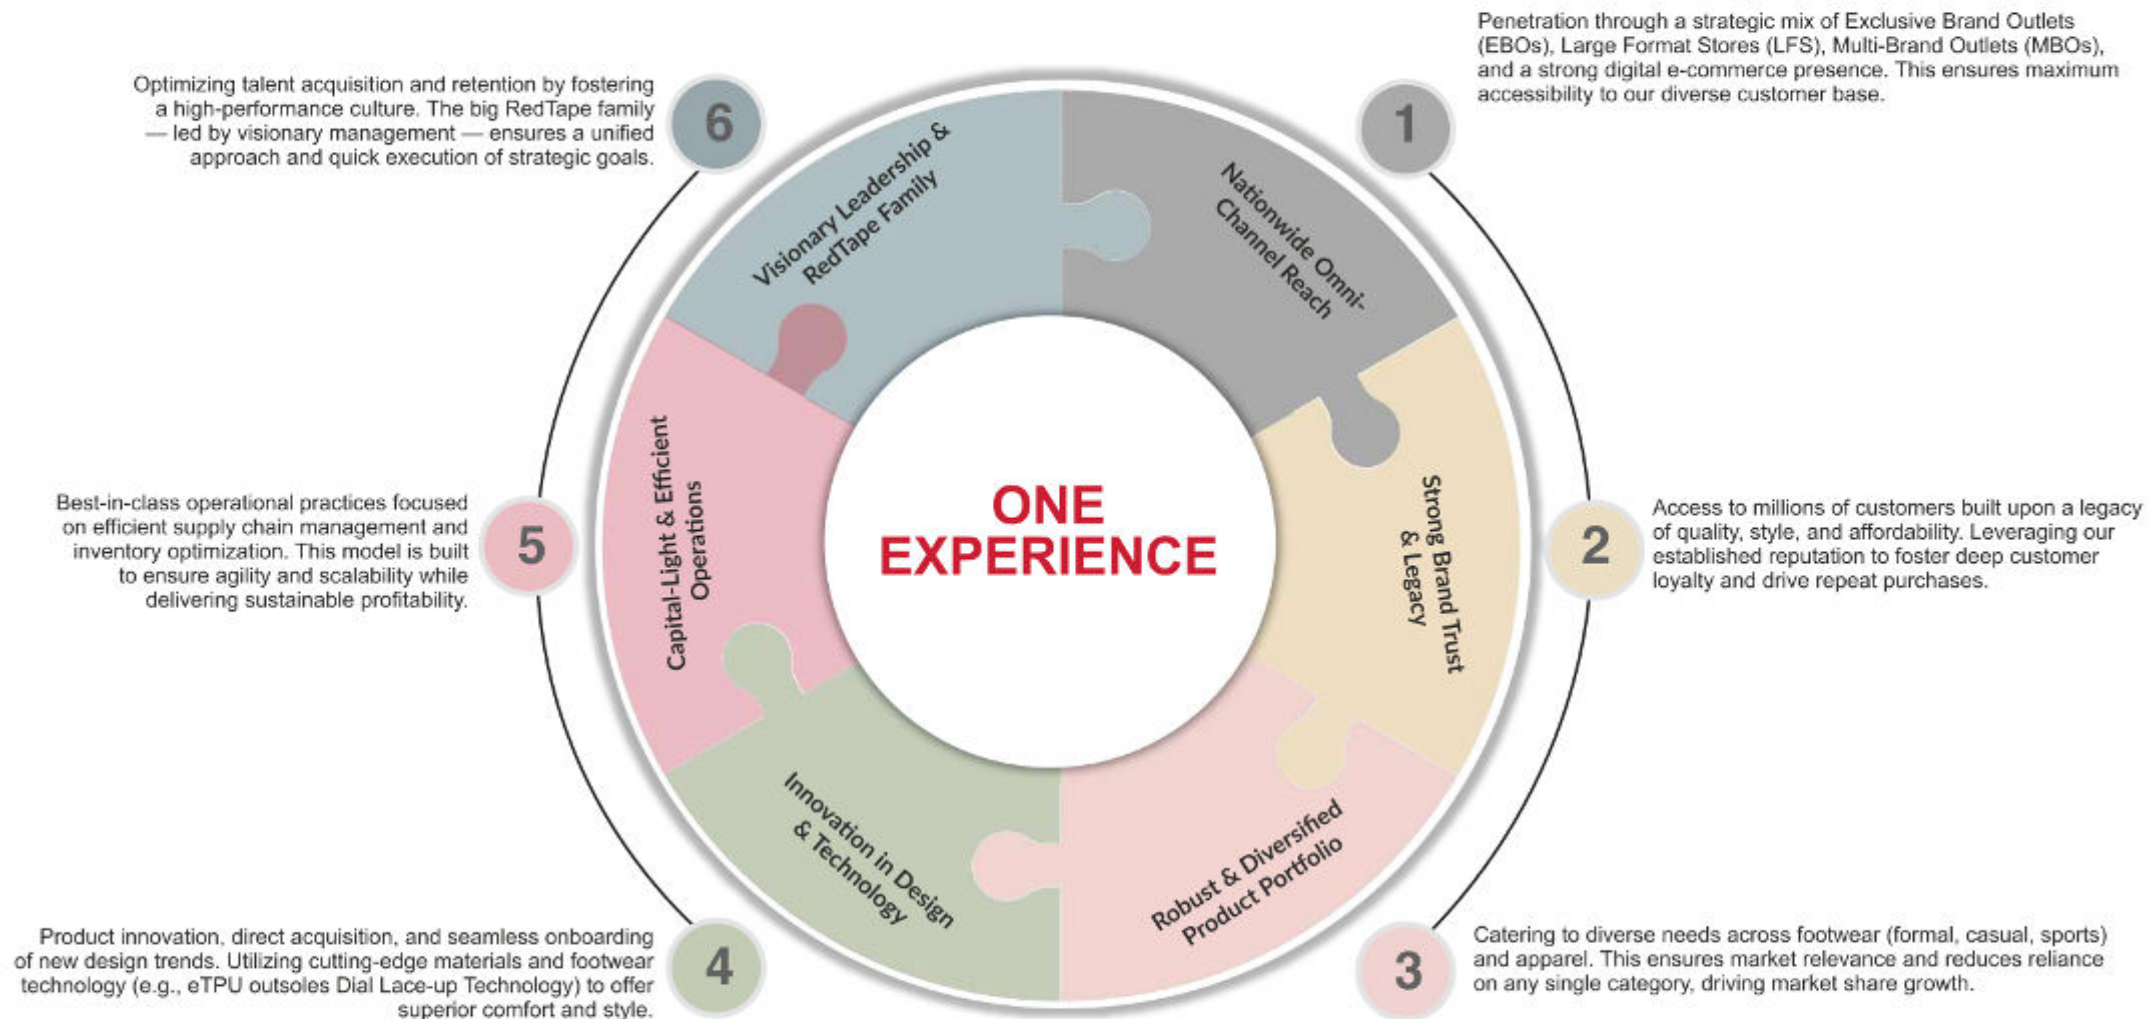 Penetration through a strategic mix of Exclusive Brand Outlets
(EBOs), Large Format Stores (LFS), Multi-Brand Outlets (MBOs),
and a strong digital e-commerce presence. This ensures maximum
accessibility to our diverse customer base.
1
Nationwide Omni-
Channel Reach
2
Strong Brand Trust
& Legacy
Access to millions of customers built upon a legacy
of quality, style, and affordability. Leveraging our
established reputation to foster deep customer
loyalty and drive repeat purchases.
3
Robust & Diversified
Product Portfolio
Catering to diverse needs across footwear (formal, casual, sports)
and apparel. This ensures market relevance and reduces reliance
on any single category, driving market share growth.
4
Innovation in Design
& Technology
Product innovation, direct acquisition, and seamless onboarding
of new design trends. Utilizing cutting-edge materials and footwear
technology (e.g., eTPU outsoles Dial Lace-up Technology) to offer
superior comfort and style.
5
Capital-Light & Efficient
Operations
Best-in-class operational practices focused
on efficient supply chain management and
inventory optimization. This model is built
to ensure agility and scalability while
delivering sustainable profitability.
6
Visionary Leadership &
RedTape Family
Optimizing talent acquisition and retention by fostering
a high-performance culture. The big RedTape family
— led by visionary management — ensures a unified
approach and quick execution of strategic goals.
ONE
EXPERIENCE